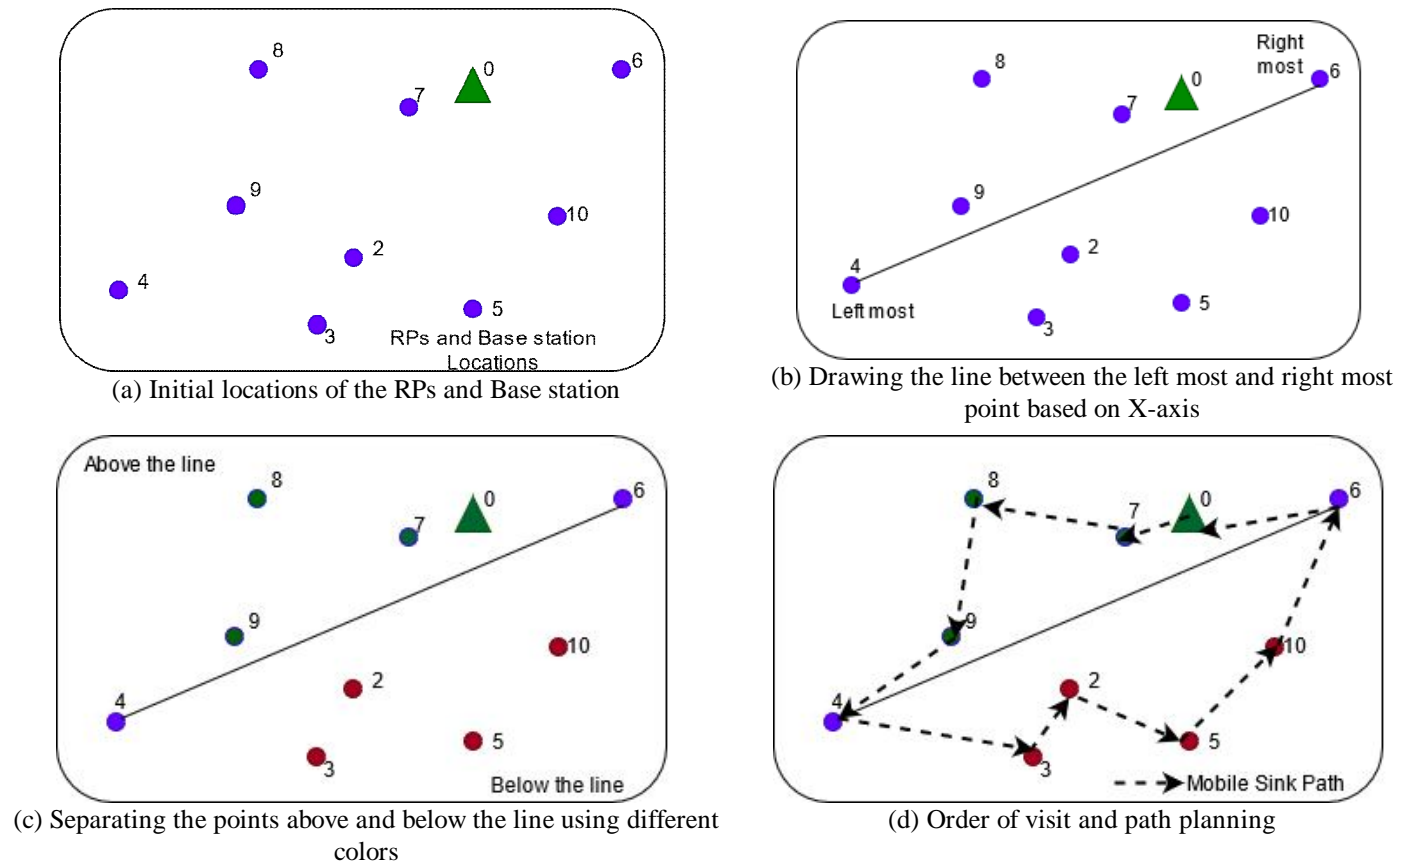 8
0
6
7
9
10
2
4
5
3
RPs and Base station
Locations
(a) Initial locations of the RPs and Base station
Right
most
8
0
6
7
9
10
2
4
Left most
5
3
(b) Drawing the line between the left most and right most
point based on X-axis
Above the line
8
0
6
7
9
10
2
4
5
3
Below the line
(c) Separating the points above and below the line using different
colors
8
0
6
7
9
10
2
4
5
3
Mobile Sink Path
(d) Order of visit and path planning